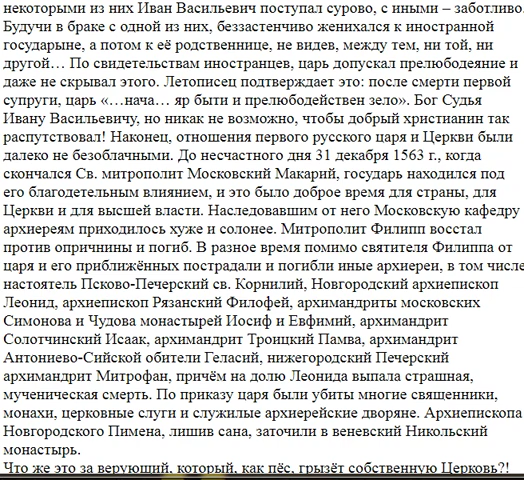 некоторыми из них Иван Васильевич поступал сурово, с иными – заботливо.
Будучи в браке с одной из них, беззастенчиво женихался к иностранной
государыне, а потом к её родственнице, не видев, между тем, ни той, ни
другой… По свидетельствам иностранцев, царь допускал прелюбодеяние и
даже не скрывал этого. Летописец подтверждает это: после смерти первой
супруги, царь «…нача… яр быти и прелюбодействен зело». Бог Судья
Ивану Васильевичу, но никак не возможно, чтобы добрый христианин так
распутствовал! Наконец, отношения первого русского царя и Церкви были
далеко не безоблачными. До несчастного дня 31 декабря 1563 г., когда
скончался Св. митрополит Московский Макарий, государь находился под
его благодетельным влиянием, и это было доброе время для страны, для
Церкви и для высшей власти. Наследовавшим от него Московскую кафедру
архиереям приходилось хуже и солонее. Митрополит Филипп восстал
против опричнины и погиб. В разное время помимо святителя Филиппа от
царя и его приближённых пострадали и погибли иные архиереи, в том числе
настоятель Псково-Печерский св. Корнилий, Новгородский архиепископ
Леонид, архиепископ Рязанский Филофей, архимандриты московских
Симонова и Чудова монастырей Иосиф и Евфимий, архимандрит
Солотчинский Исаак, архимандрит Троицкий Памва, архимандрит
Антониево-Сийской обители Геласий, нижегородский Печерский
архимандрит Митрофан, причём на долю Леонида выпала страшная,
мученическая смерть. По приказу царя были убиты многие священники,
монахи, церковные слуги и служилые архиерейские дворяне. Архиепископа
Новгородского Пимена, лишив сана, заточили в веневский Никольский
монастырь.
Что же это за верующий, который, как пёс, грызёт собственную Церковь?!